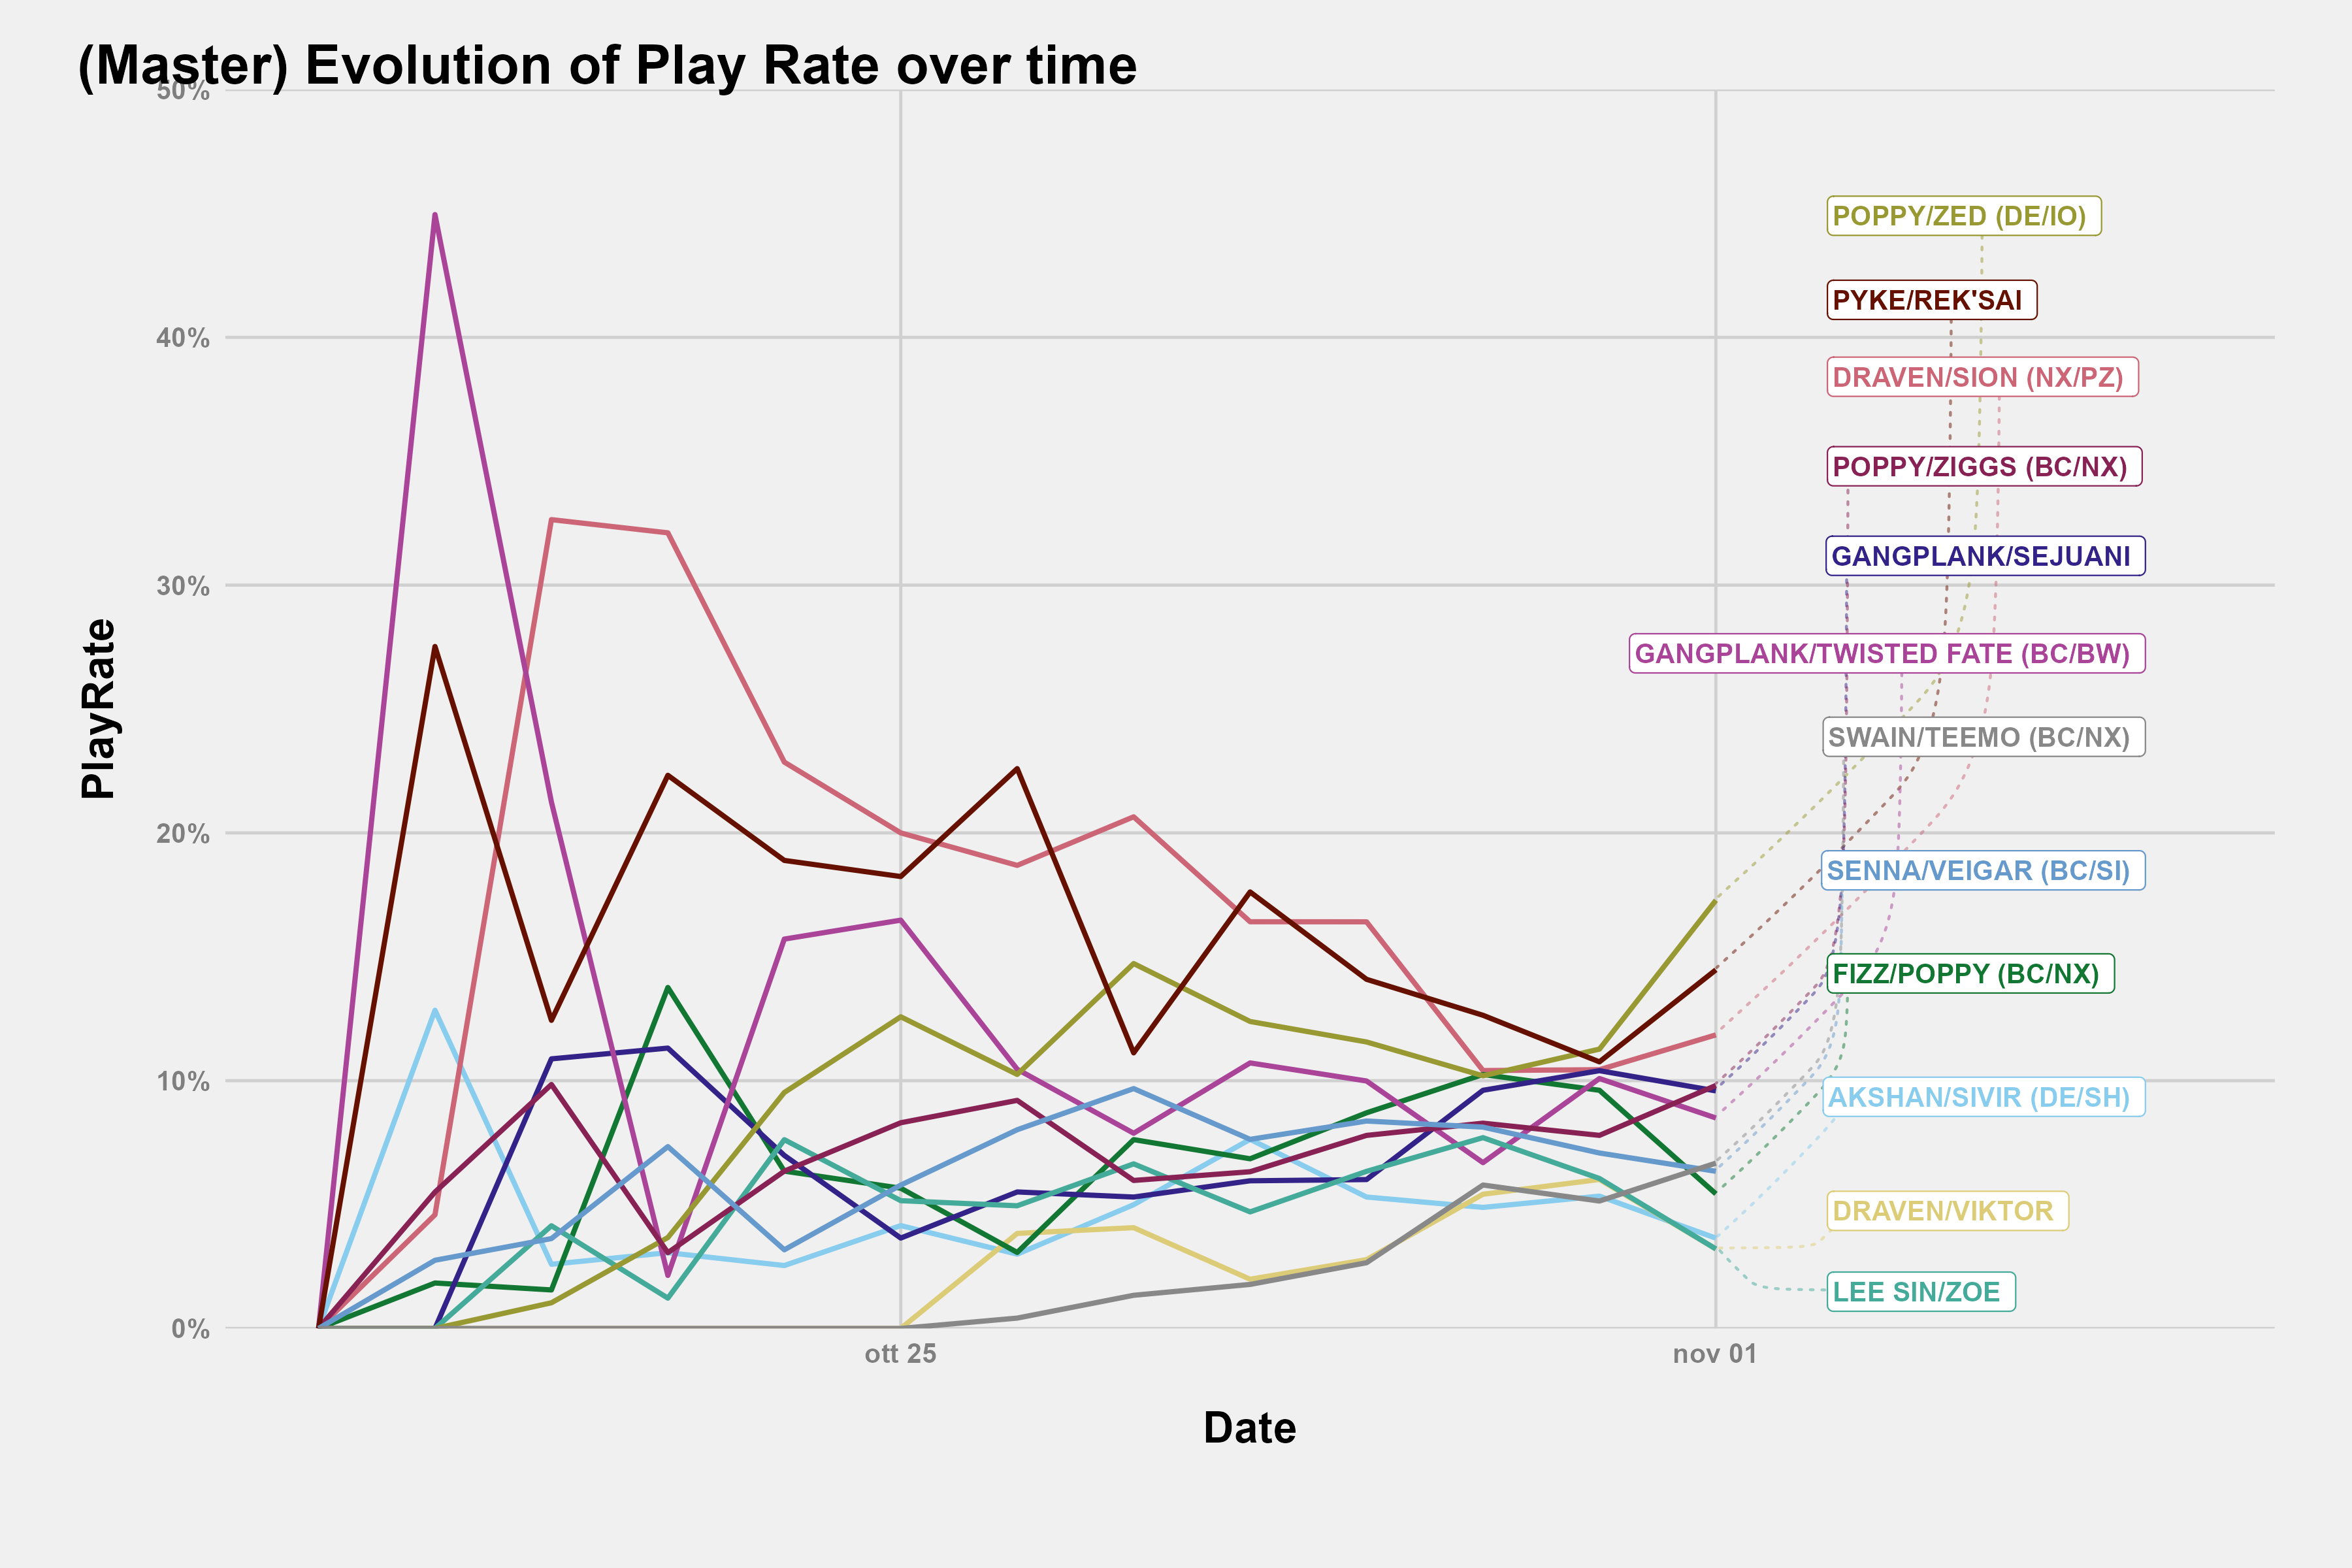 (Master) Evolution of Play Rate over time
50%
40%
30%
20%
10%
0%
PlayRate
POPPY/ZED (DE/IO)
PYKE/REK'SAI
DRAVEN/SION (NX/PZ)
POPPY/ZIGGS (BC/NX)
GANGPLANK/SEJUANI
GANGPLANK/TWISTED FATE (BC/BW)
SWAIN/TEEMO (BC/NX)
SENNA/VEIGAR (BC/SI)
FIZZ/POPPY (BC/NX)
AKSHAN/SIVIR (DE/SH)
DRAVEN/VIKTOR
LEE SIN/ZOE
ott 25
nov 01
Date